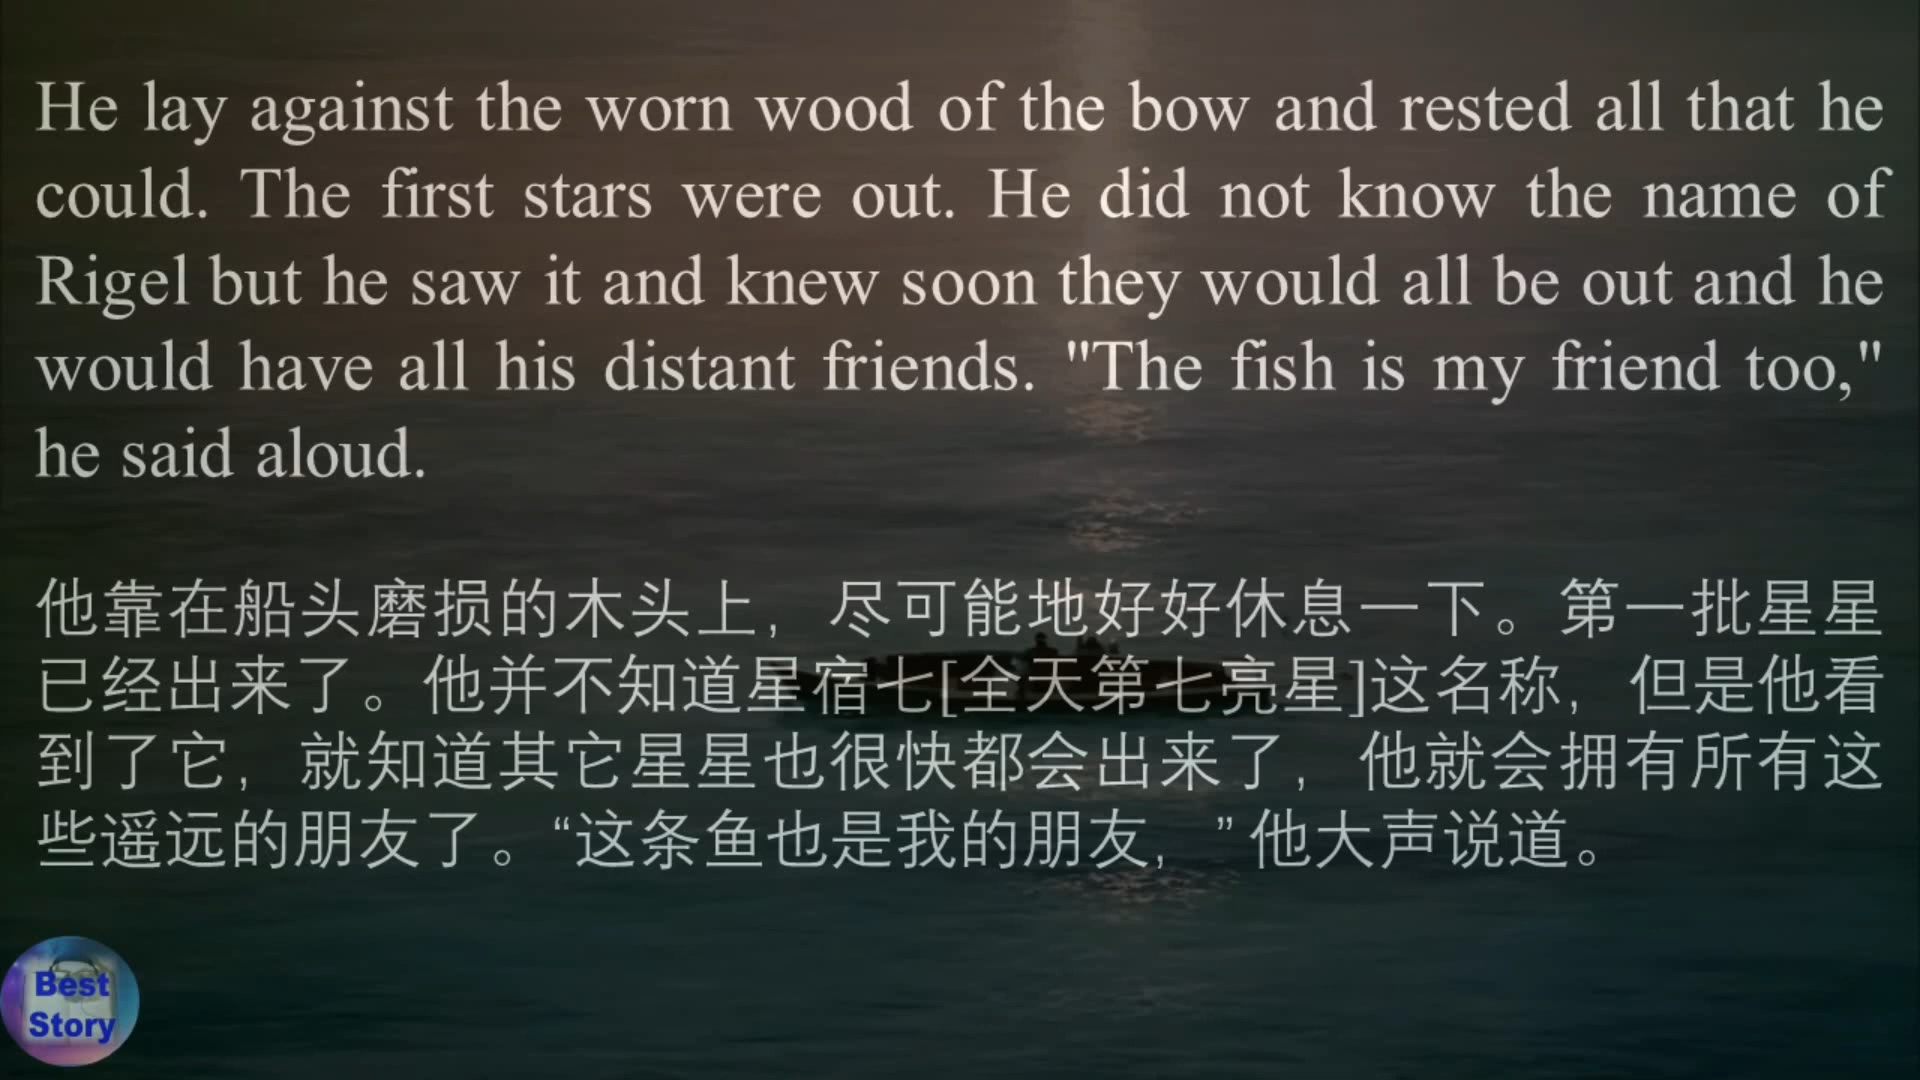 He lay against the worn wood of the bow and rested all that he
could. The first stars were out. He did not know the name of
Rigel but he saw it and knew soon they would all be out and he
would have all his distant friends. "The fish is my friend too,"
he said aloud.
他靠在船头磨损的木头上，尽可能地好好休息一下。第一批星星
已经出来了。他并不知道星宿七[全天第七亮星]这名称，但是他看
到了它，就知道其它星星也很快都会出来了，他就会拥有所有这
些遥远的朋友了。“这条鱼也是我的朋友，”他大声说道。
Best
Story